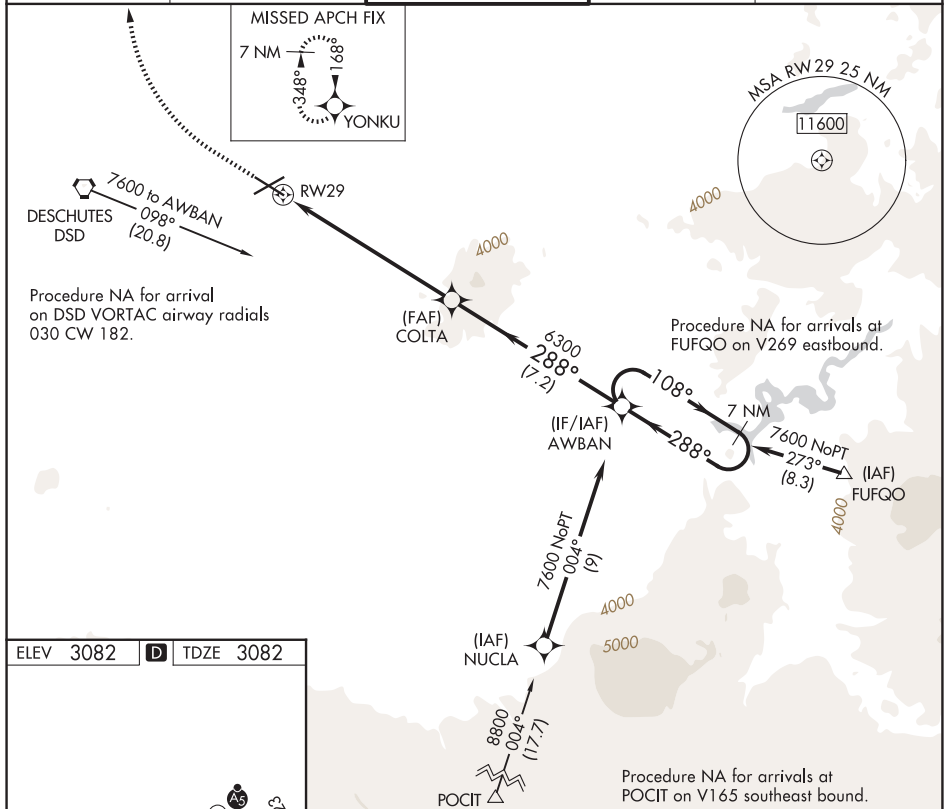 MISSED APCH FIX
7 NM
348°
168°
YONKU
MSA RW 29 25 NM
11600
RW29
DESCHUTES
DSD
7600 to AWBAN
098°
(20.8)
4000
4000
Procedure NA for arrival
on DSD VORTAC airway radials
030 CW 182.
(FAF)
COLTA
Procedure NA for arrivals at
FUFQO on V269 eastbound.
6300
288°
(7.2)
108°
7 NM
(IF/IAF)
AWBAN
288°
7600 NoPT
273°
(8.3)
(IAF)
FUFQO
4000
7600 NoPT
004°
(9)
4000
5000
(IAF)
NUCLA
ELEV 3082 D TDZE 3082
8800
004°
(17.7)
POCIT
Procedure NA for arrivals at
POCIT on V165 southeast bound.
A5